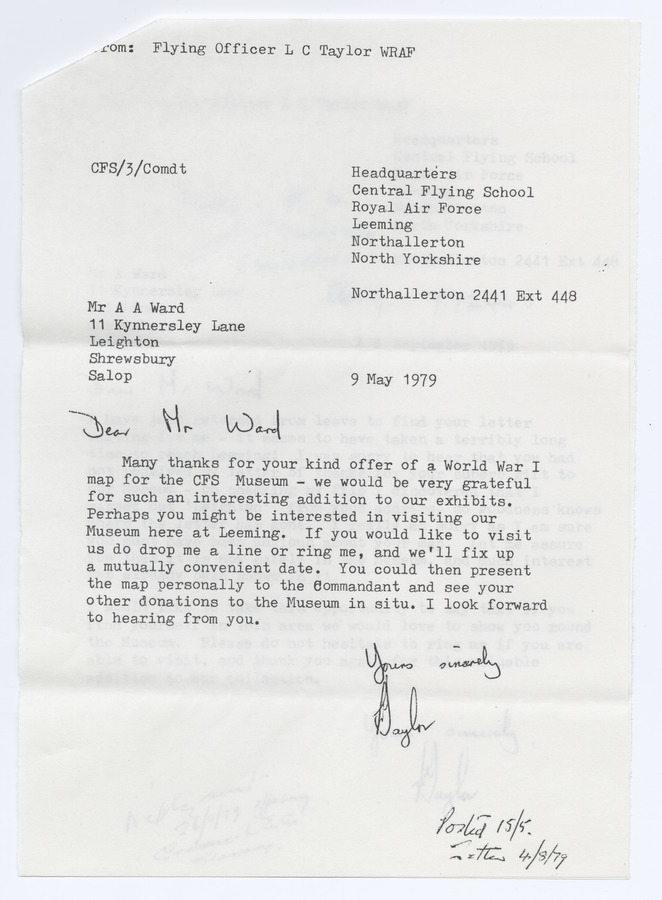 From: Flying Officer L C Taylor WRAF
CFS/3/Comdt
Headquarters
Central Flying School
Royal Air Force
Leeming
Northallerton
North Yorkshire
Northallerton 2441 Ext 448
Mr A A Ward
11 Kynnersley Lane
Leighton
Shrewsbury
Salop
9 May 1979
Dear Mr Ward
Many thanks for your kind offer of a World War I
map for the CFS Museum - we would be very grateful
for such an interesting addition to our exhibits.
Perhaps you might be interested in visiting our
Museum here at Leeming. If you would like to visit
us do drop me a line or ring me, and we'll fix up
a mutually convenient date. You could then present
the map personally to the Commandant and see your
other donations to the Museum in situ. I look forward
to hearing from you.
Yours sincerely
Taylor
Posted 15/5.
Letter 4/8/79